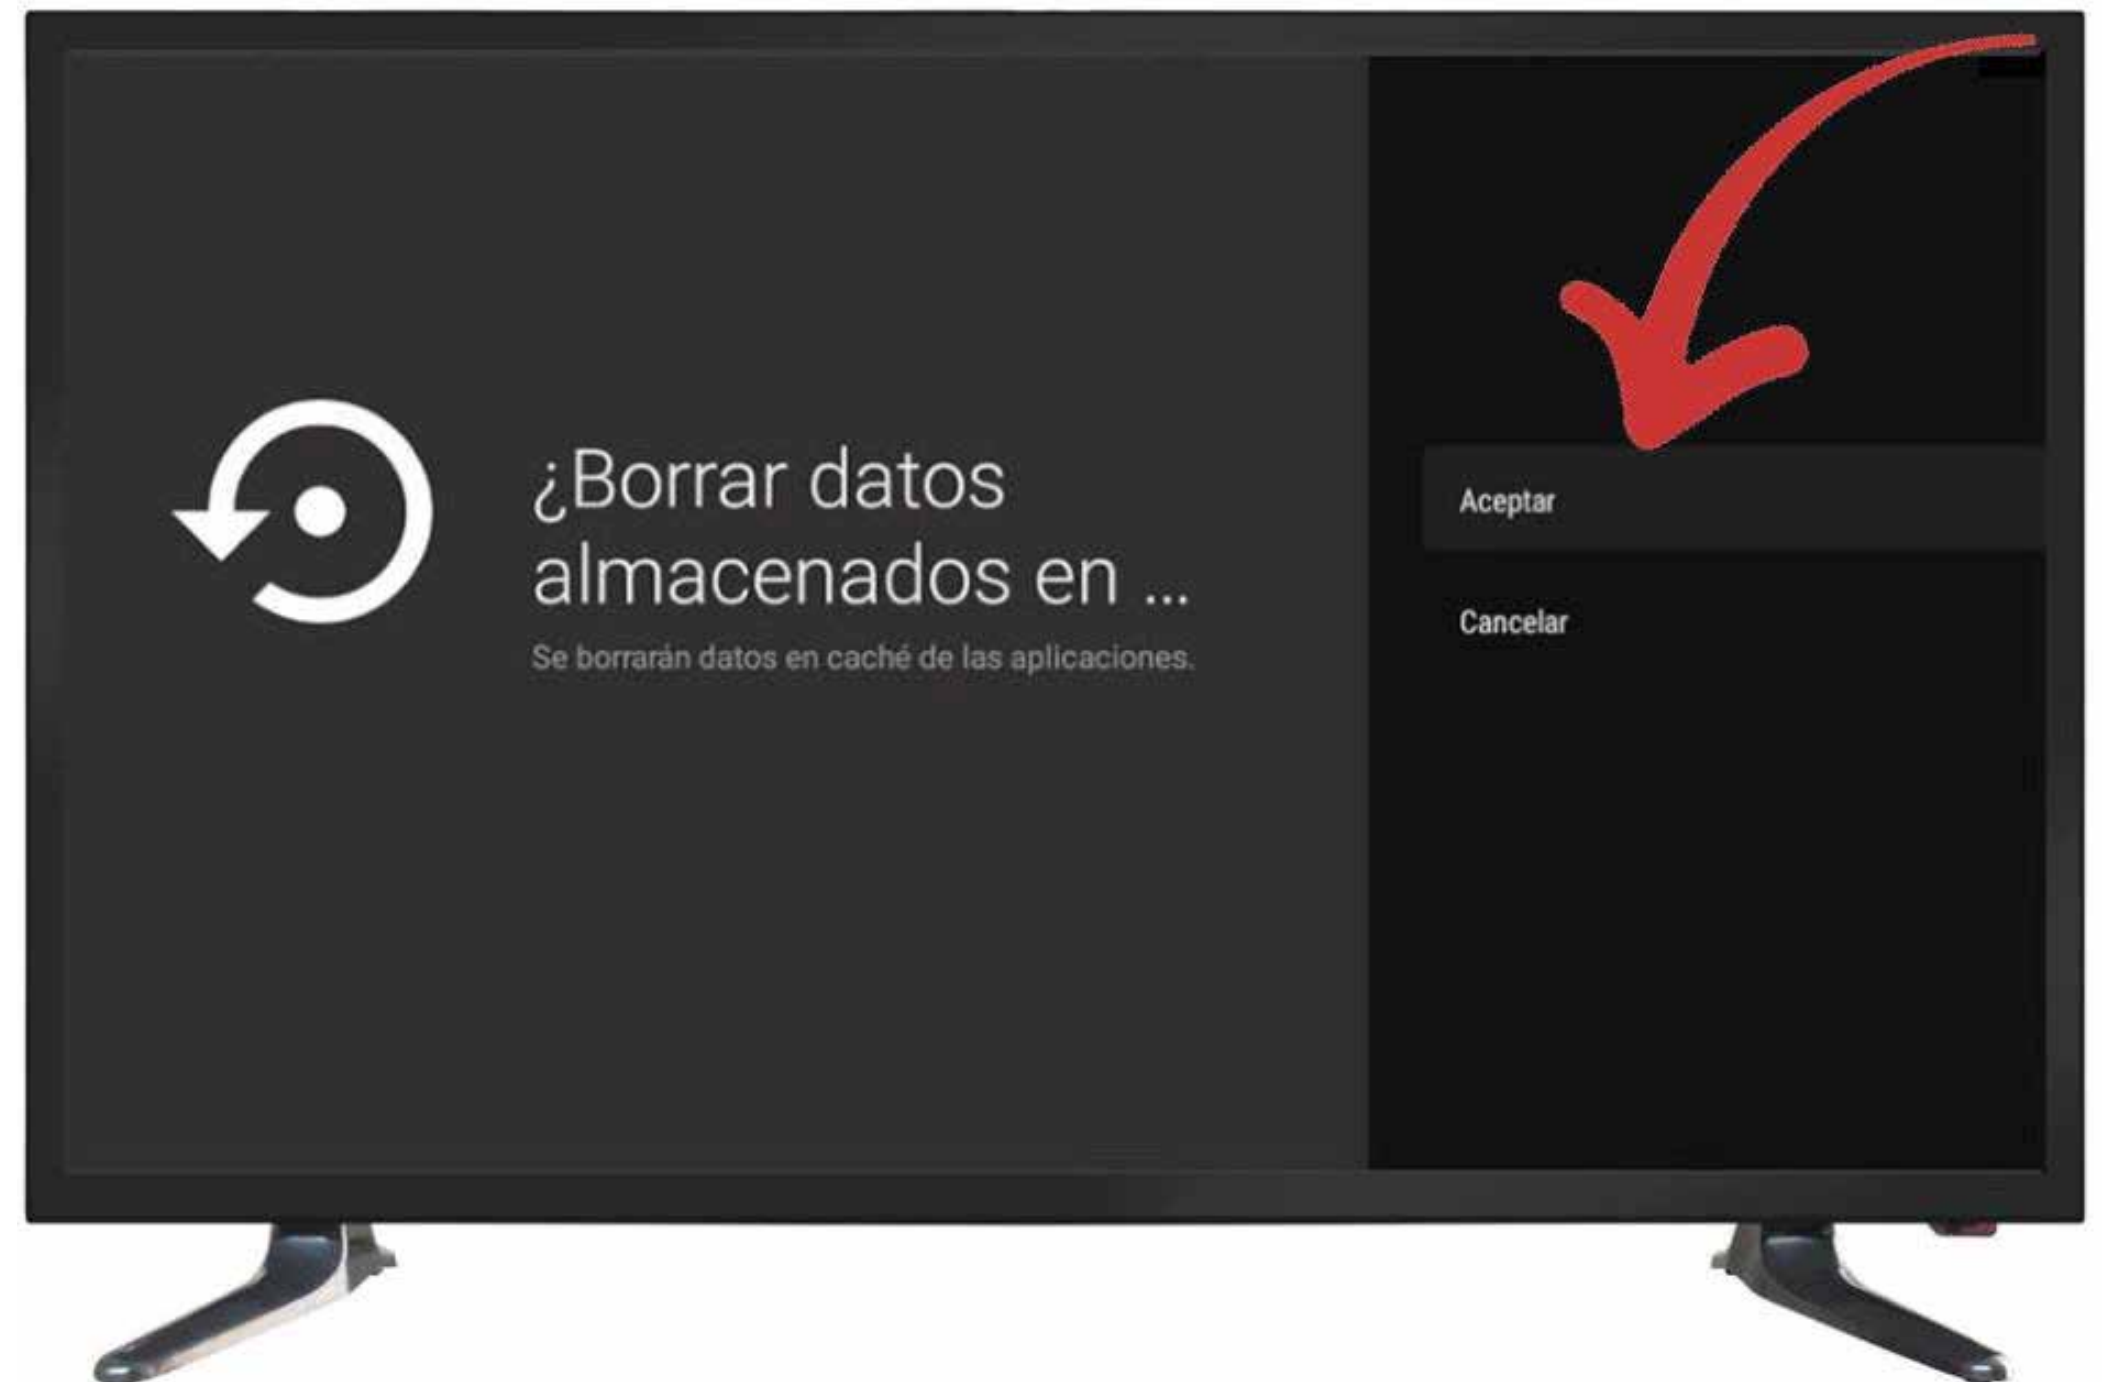 ¿Borrar datos
almacenados en ...
Se borrarán datos en caché de las aplicaciones.
Aceptar
Cancelar